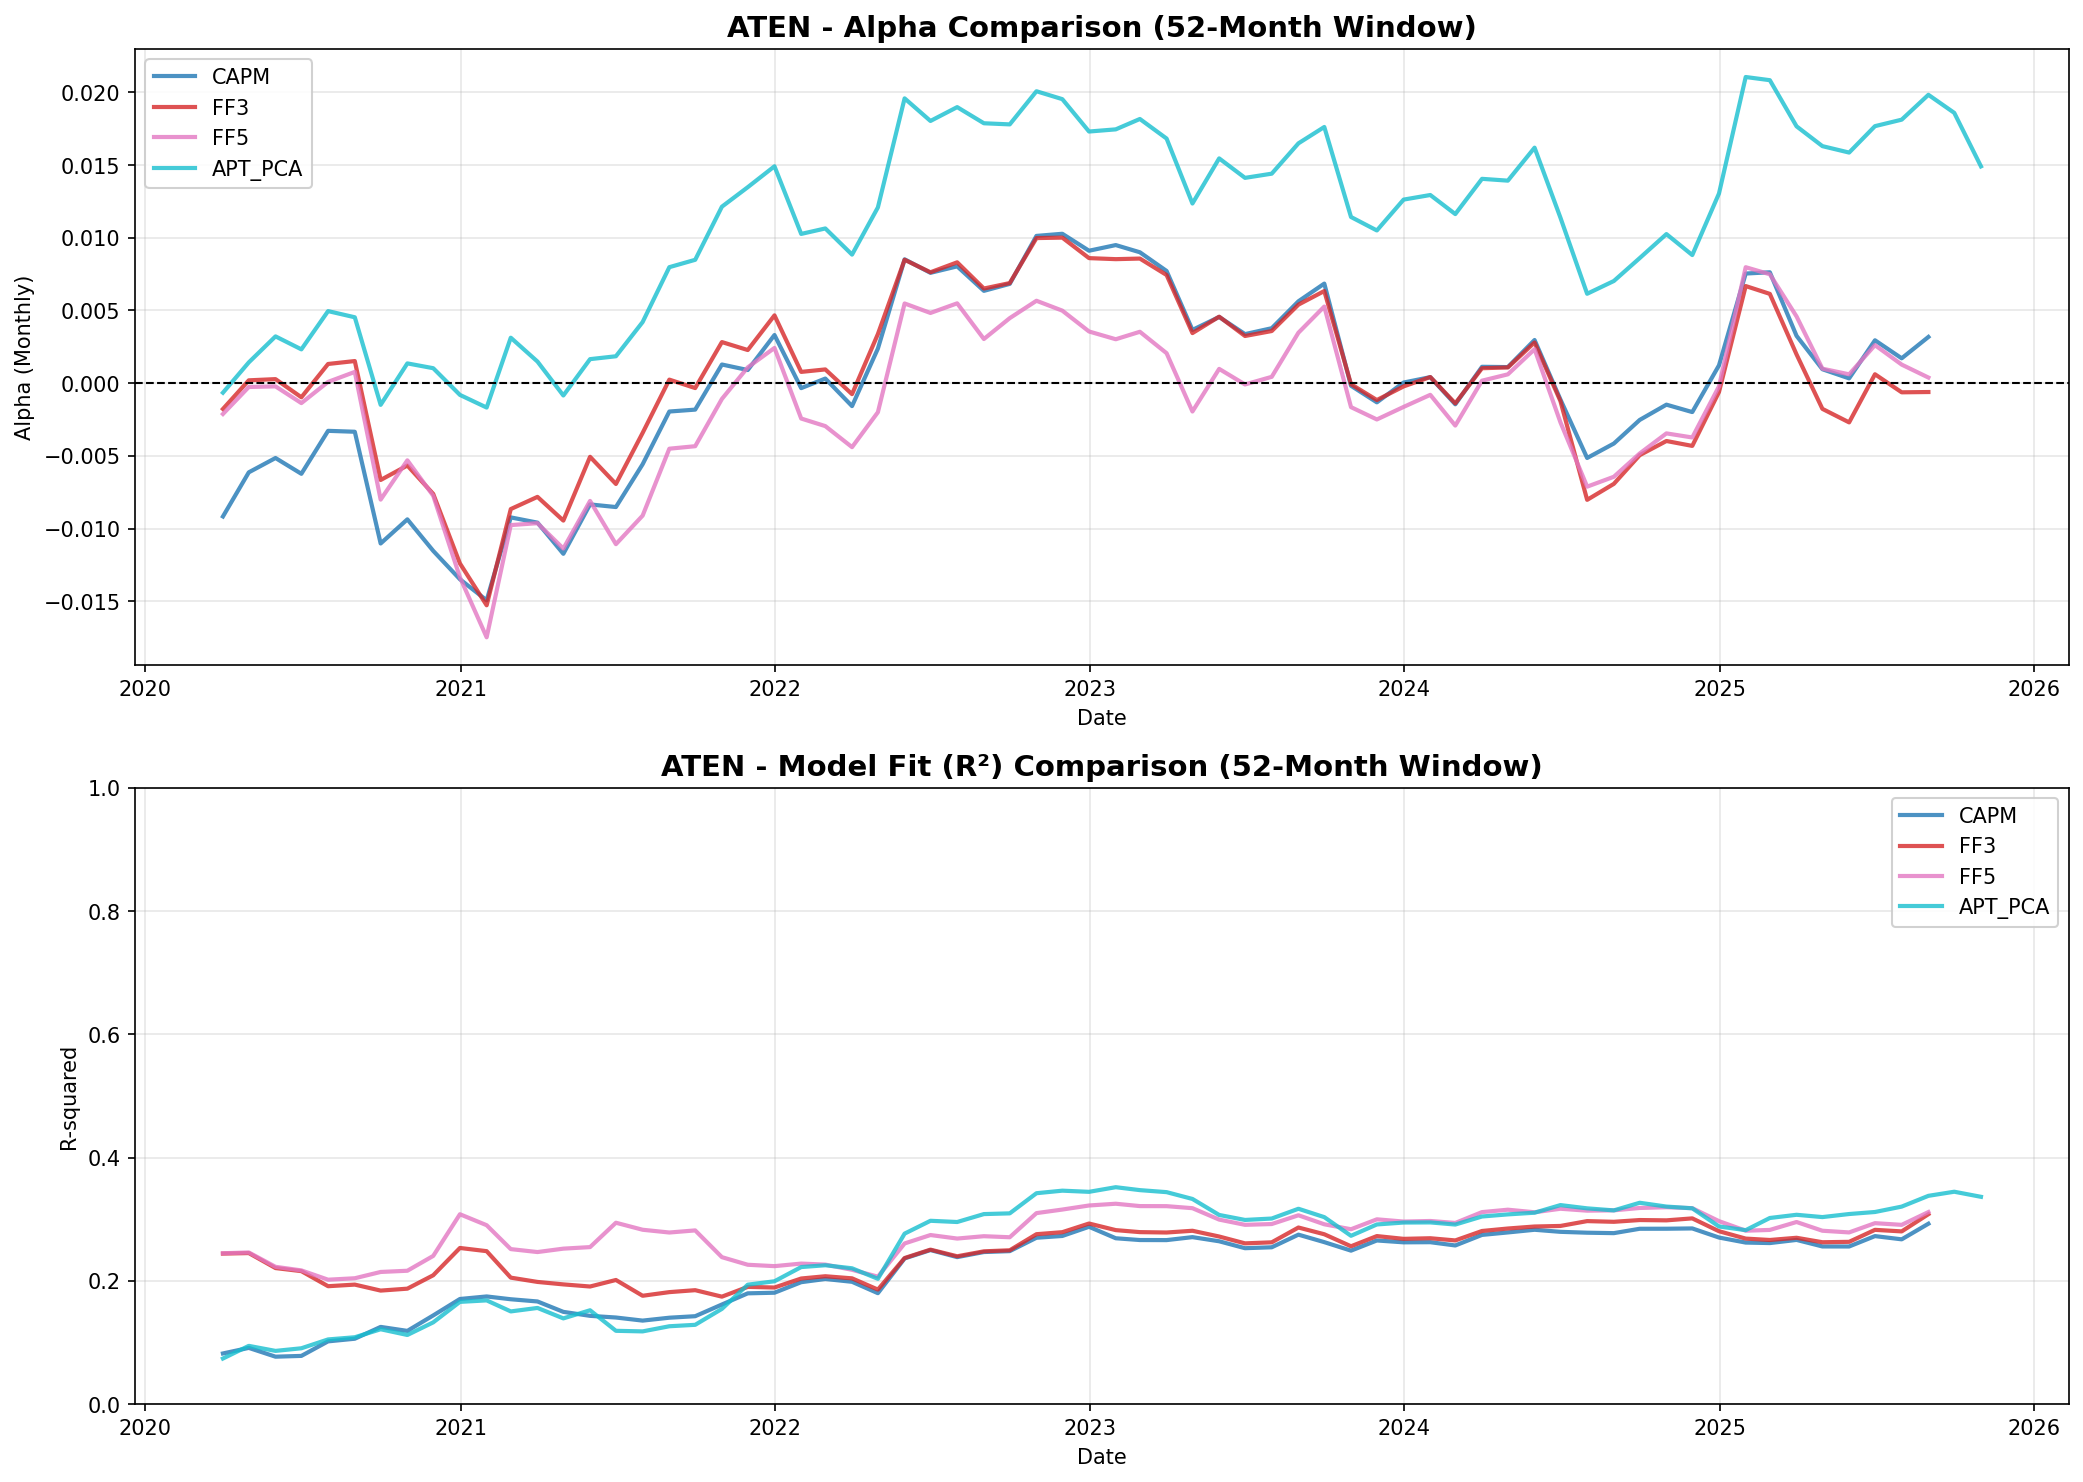 ATEN - Alpha Comparison (52-Month Window)
CAPM
FF3
FF5
APT_PCA
Alpha (Monthly)
0.020
0.015
0.010
0.005
0.000
−0.005
−0.010
−0.015
2020 2021 2022 2023 2024 2025 2026
Date
ATEN - Model Fit (R²) Comparison (52-Month Window)
CAPM
FF3
FF5
APT_PCA
R-squared
1.0
0.8
0.6
0.4
0.2
0.0
2020 2021 2022 2023 2024 2025 2026
Date